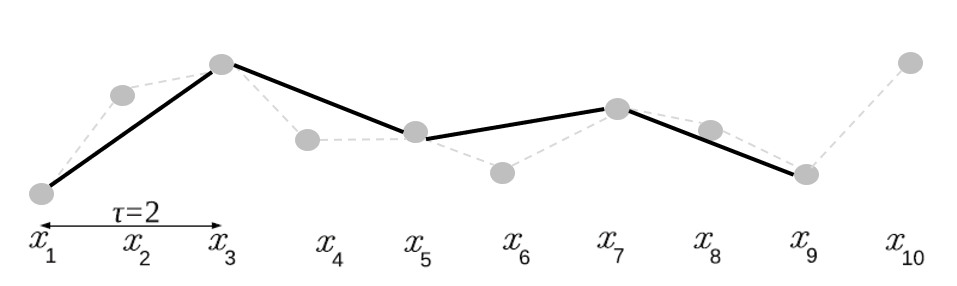 τ=2
x₁ x₂ x₃ x₄ x₅ x₆ x₇ x₈ x₉ x₁₀